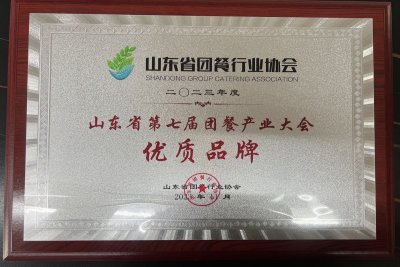 山东省团餐行业协会
SHANDONG GROUP CATERING ASSOCIATION
二〇二三年度
山东省第七届团餐产业大会
优质品牌
山东省团餐行业协会